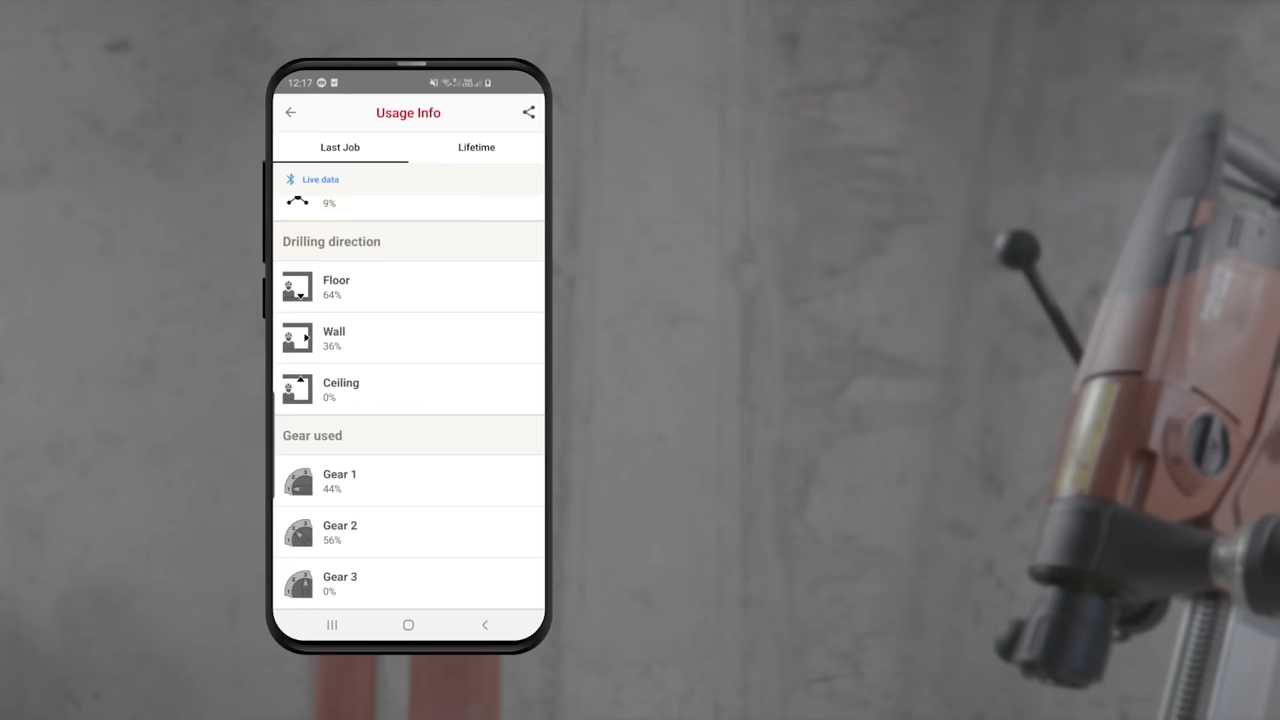 12:17
Usage Info
Last Job
Lifetime
Live data
9%
Drilling direction
Floor
64%
Wall
36%
Ceiling
0%
Gear used
Gear 1
44%
Gear 2
56%
Gear 3
0%